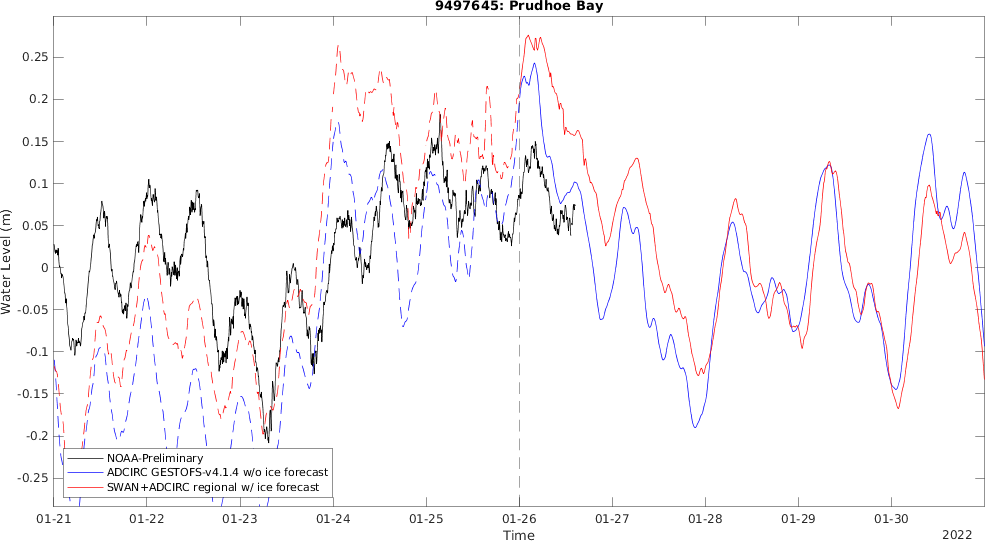 9497645: Prudhoe Bay
Water Level (m)
0.25
0.2
0.15
0.1
0.05
0
-0.05
-0.1
-0.15
-0.2
-0.25
NOAA-Preliminary
ADCIRC GESTOFS-v4.1.4 w/o ice forecast
SWAN+ADCIRC regional w/ ice forecast
01-21 01-22 01-23 01-24 01-25 01-26 01-27 01-28 01-29 01-30
Time
2022